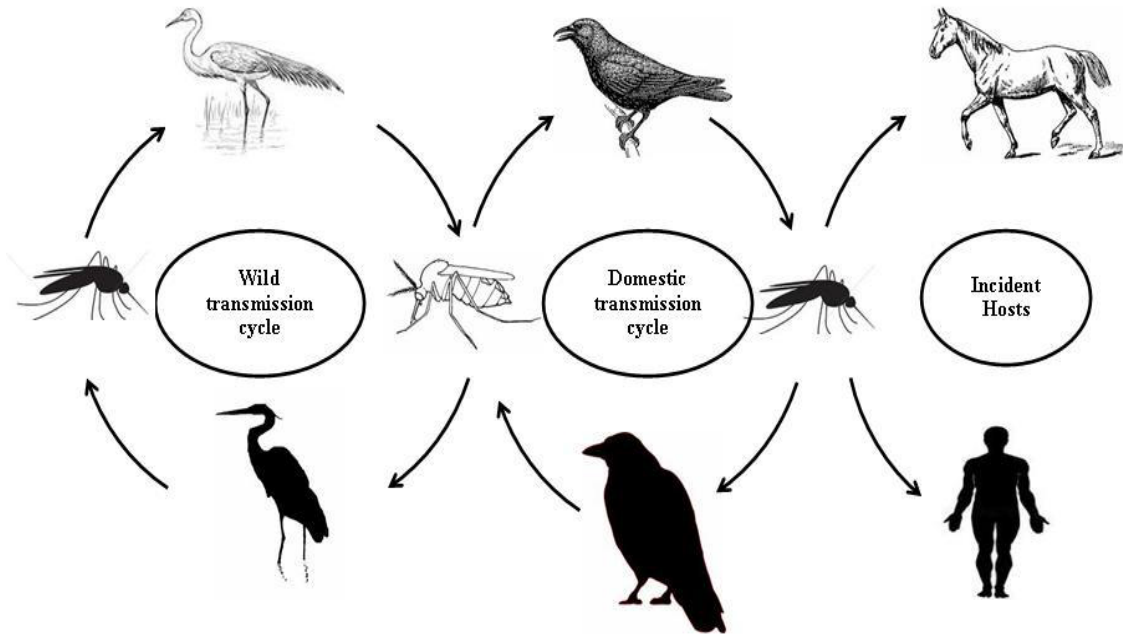 Wild
transmission
cycle
Domestic
transmission
cycle
Incident
Hosts